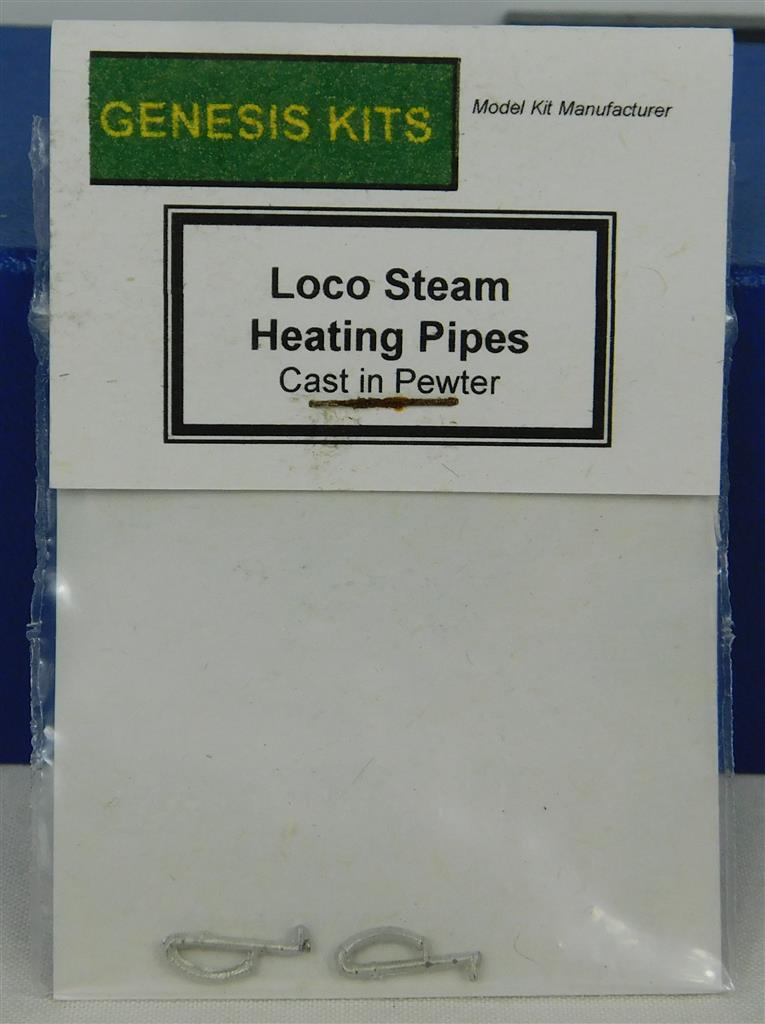 GENESIS KITS
Model Kit Manufacturer
Loco Steam
Heating Pipes
Cast in Pewter